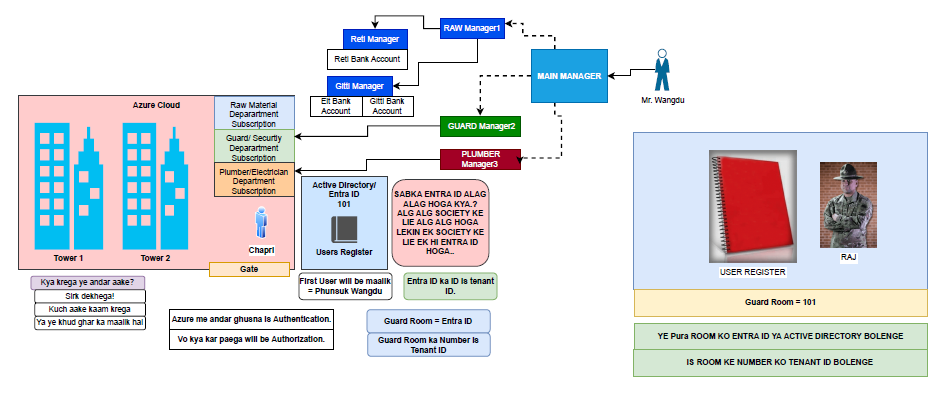 RAW Manager1
Reti Manager
Reti Bank Account
MAIN MANAGER
Mr. Wangdu
Gitti Manager
Eit Bank
Account
Gitti Bank
Account
GUARD Manager2
PLUMBER
Manager3
Azure Cloud
Raw Material
Deparatment
Subscription
Guard/ Securtiy
Deparartment
Subscription
Plumber/Electrician
Department
Subscription
Tower 1
Tower 2
Chapri
Gate
Active Directory/
Entra ID
101
Users Register
SABKA ENTRA ID ALAG
ALAG HOGA KYA.?
ALG ALG SOCIETY KE
LIE ALG ALG HOGA
LEKIN EK SOCIETY KE
LIE EK HI ENTRA ID
HOGA..
First User will be maalik
= Phunsuk Wangdu
Entra ID ka ID is tenant
ID.
Kya krega ye andar aake?
Sirk dekhega!
Kuch aake kaam krega
Ya ye khud ghar ka maalik hai
Azure me andar ghusna is Authentication.
Vo kya kar paega will be Authorization.
Guard Room = Entra ID
Guard Room ka Number is
Tenant ID
USER REGISTER
RAJ
Guard Room = 101
YE Pura ROOM KO ENTRA ID YA ACTIVE DIRECTORY BOLENGE
IS ROOM KE NUMBER KO TENANT ID BOLENGE